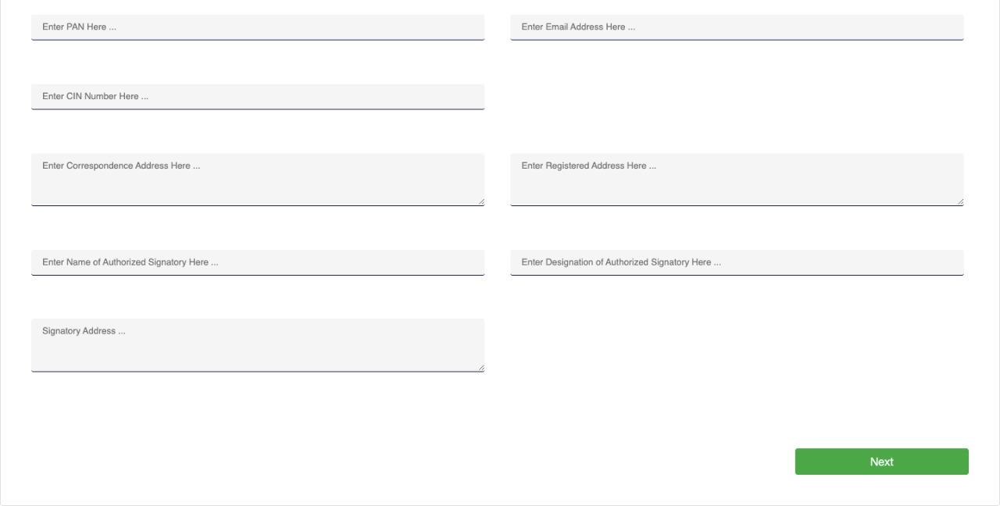 Enter PAN Here ...
Enter Email Address Here ...
Enter CIN Number Here ...
Enter Correspondence Address Here ...
Enter Registered Address Here ...
Enter Name of Authorized Signatory Here ...
Enter Designation of Authorized Signatory Here ...
Signatory Address ...
Next